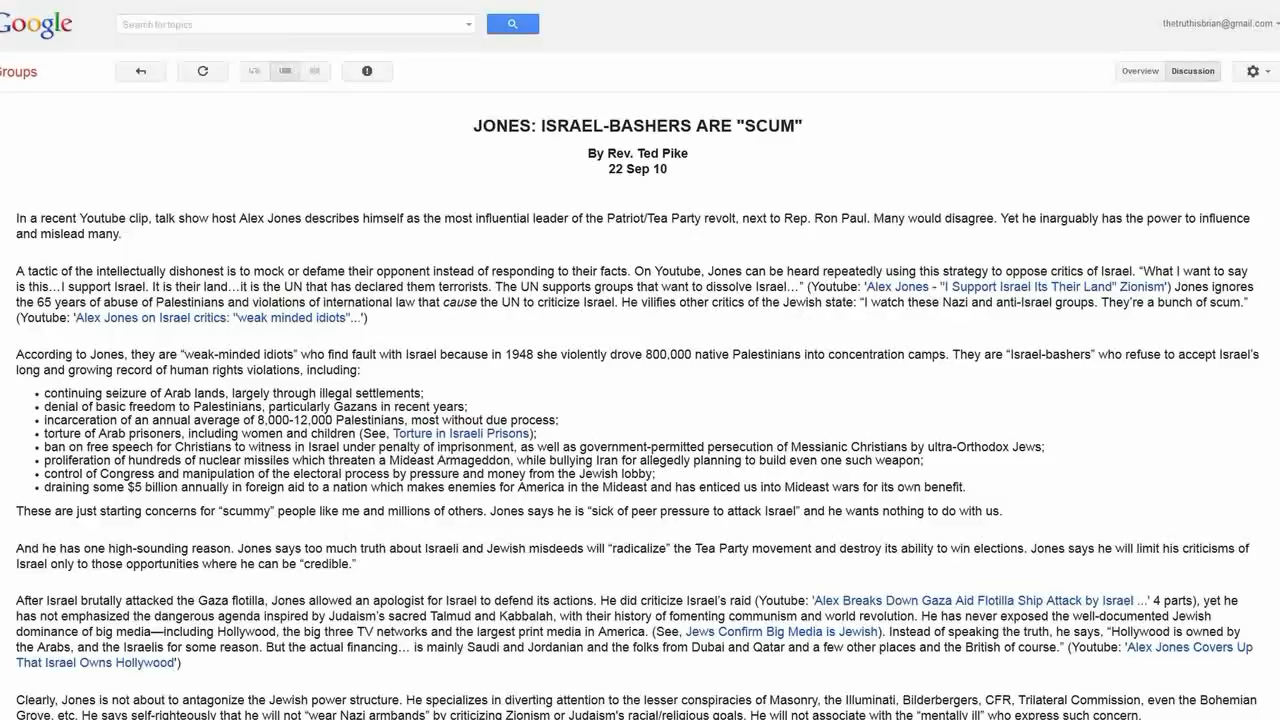 Google
Search for topics
thetruthisbrian@gmail.com
Groups
Overview
Discussion
JONES: ISRAEL-BASHERS ARE "SCUM"
By Rev. Ted Pike
22 Sep 10
In a recent Youtube clip, talk show host Alex Jones describes himself as the most influential leader of the Patriot/Tea Party revolt, next to Rep. Ron Paul. Many would disagree. Yet he inarguably has the power to influence
and mislead many.
A tactic of the intellectually dishonest is to mock or defame their opponent instead of responding to their facts. On Youtube, Jones can be heard repeatedly using this strategy to oppose critics of Israel. “What I want to say
is this…I support Israel. It is their land…it is the UN that has declared them terrorists. The UN supports groups that want to dissolve Israel…” (Youtube: 'Alex Jones - "I Support Israel Its Their Land" Zionism') Jones ignores
the 65 years of abuse of Palestinians and violations of international law that cause the UN to criticize Israel. He vilifies other critics of the Jewish state: “I watch these Nazi and anti-Israel groups. They’re a bunch of scum.”
(Youtube: 'Alex Jones on Israel critics: "weak minded idiots"...')
According to Jones, they are “weak-minded idiots” who find fault with Israel because in 1948 she violently drove 800,000 native Palestinians into concentration camps. They are “Israel-bashers” who refuse to accept Israel’s
long and growing record of human rights violations, including:
• continuing seizure of Arab lands, largely through illegal settlements;
• denial of basic freedom to Palestinians, particularly Gazans in recent years;
• incarceration of an annual average of 8,000-12,000 Palestinians, most without due process;
• torture of Arab prisoners, including women and children (See, Torture in Israeli Prisons);
• ban on free speech for Christians to witness in Israel under penalty of imprisonment, as well as government-permitted persecution of Messianic Christians by ultra-Orthodox Jews;
• proliferation of hundreds of nuclear missiles which threaten a Mideast Armageddon, while bullying Iran for allegedly planning to build even one such weapon;
• control of Congress and manipulation of the electoral process by pressure and money from the Jewish lobby;
• draining some $5 billion annually in foreign aid to a nation which makes enemies for America in the Mideast and has enticed us into Mideast wars for its own benefit.
These are just starting concerns for “scummy” people like me and millions of others. Jones says he is “sick of peer pressure to attack Israel” and he wants nothing to do with us.
And he has one high-sounding reason. Jones says too much truth about Israeli and Jewish misdeeds will “radicalize” the Tea Party movement and destroy its ability to win elections. Jones says he will limit his criticisms of
Israel only to those opportunities where he can be “credible.”
After Israel brutally attacked the Gaza flotilla, Jones allowed an apologist for Israel to defend its actions. He did criticize Israel’s raid (Youtube: 'Alex Breaks Down Gaza Aid Flotilla Ship Attack by Israel ...' 4 parts), yet he
has not emphasized the dangerous agenda inspired by Judaism’s sacred Talmud and Kabbalah, with their history of fomenting communism and world revolution. He has never exposed the well-documented Jewish
dominance of big media—including Hollywood, the big three TV networks and the largest print media in America. (See, Jews Confirm Big Media is Jewish). Instead of speaking the truth, he says, “Hollywood is owned by
the Arabs, and the Israelis for some reason. But the actual financing… is mainly Saudi and Jordanian and the folks from Dubai and Qatar and a few other places and the British of course.” (Youtube: 'Alex Jones Covers Up
That Israel Owns Hollywood')
Clearly, Jones is not about to antagonize the Jewish power structure. He specializes in diverting attention to the lesser conspiracies of Masonry, the Illuminati, Bilderbergers, CFR, Trilateral Commission, even the Bohemian
Grove, etc. He says self-righteously that he will not “wear Nazi armbands” by criticizing Zionism or Judaism's racial/religious goals. He will not associate with the “mentally ill” who express such concern.